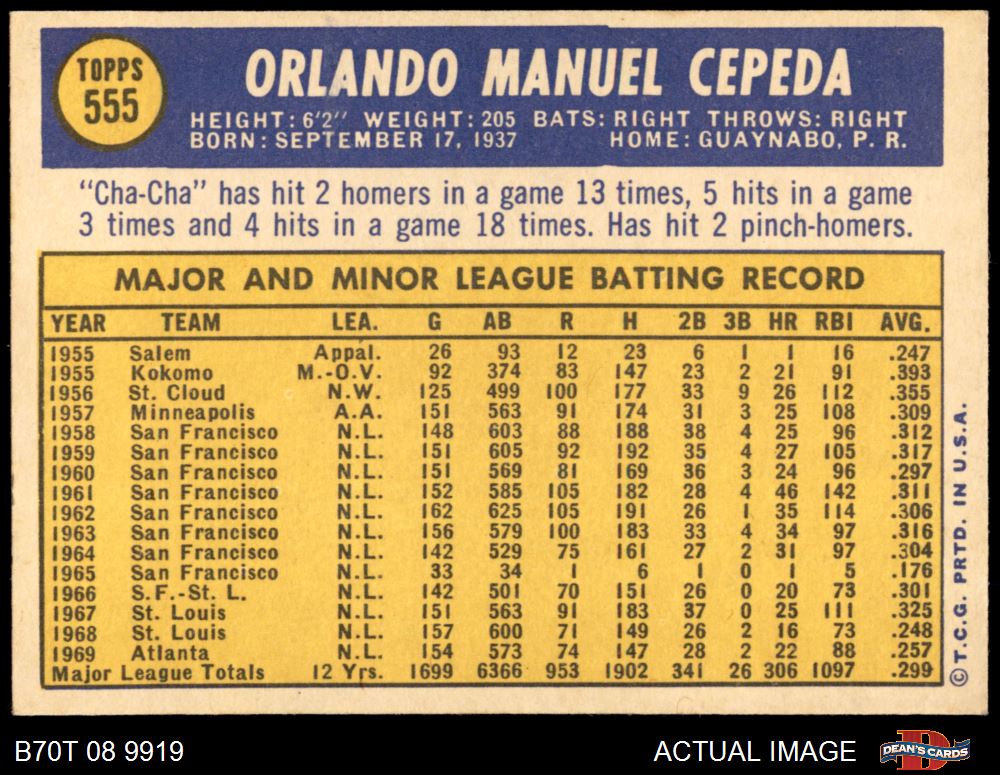 TOPPS
555
ORLANDO MANUEL CEPEDA
HEIGHT: 6'2" WEIGHT: 205 BATS: RIGHT THROWS: RIGHT
BORN: SEPTEMBER 17, 1937 HOME: GUAYNABO, P. R.
"Cha-Cha" has hit 2 homers in a game 13 times, 5 hits in a game
3 times and 4 hits in a game 18 times. Has hit 2 pinch-homers.
MAJOR AND MINOR LEAGUE BATTING RECORD
YEAR TEAM LEA. G AB R H 2B 3B HR RBI AVG.
1955 Salem Appal. 26 93 12 23 6 1 1 16 .247
1955 Kokomo M.-O.V. 92 374 83 147 23 2 21 91 .393
1956 St. Cloud N.W. 125 499 100 177 33 9 26 112 .355
1957 Minneapolis A.A. 151 563 91 174 31 3 25 108 .309
1958 San Francisco N.L. 148 603 88 188 38 4 25 96 .312
1959 San Francisco N.L. 151 605 92 192 35 4 27 105 .317
1960 San Francisco N.L. 151 569 81 169 36 3 24 96 .297
1961 San Francisco N.L. 152 585 105 182 28 4 46 142 .311
1962 San Francisco N.L. 162 625 105 191 26 1 35 114 .306
1963 San Francisco N.L. 156 579 100 183 33 4 34 97 .316
1964 San Francisco N.L. 142 529 75 161 27 2 31 97 .304
1965 San Francisco N.L. 33 34 1 6 1 0 1 5 .176
1966 S.F.-St. L. N.L. 142 501 70 151 26 0 20 73 .301
1967 St. Louis N.L. 151 563 91 183 37 0 25 111 .325
1968 St. Louis N.L. 157 600 71 149 26 2 16 73 .248
1969 Atlanta N.L. 154 573 74 147 28 2 22 88 .257
Major League Totals 12 Yrs. 1699 6366 953 1902 341 26 306 1097 .299
© T.C.G. PRTD. IN U.S.A.
B70T 08 9919
ACTUAL IMAGE
DEAN'S CARDS